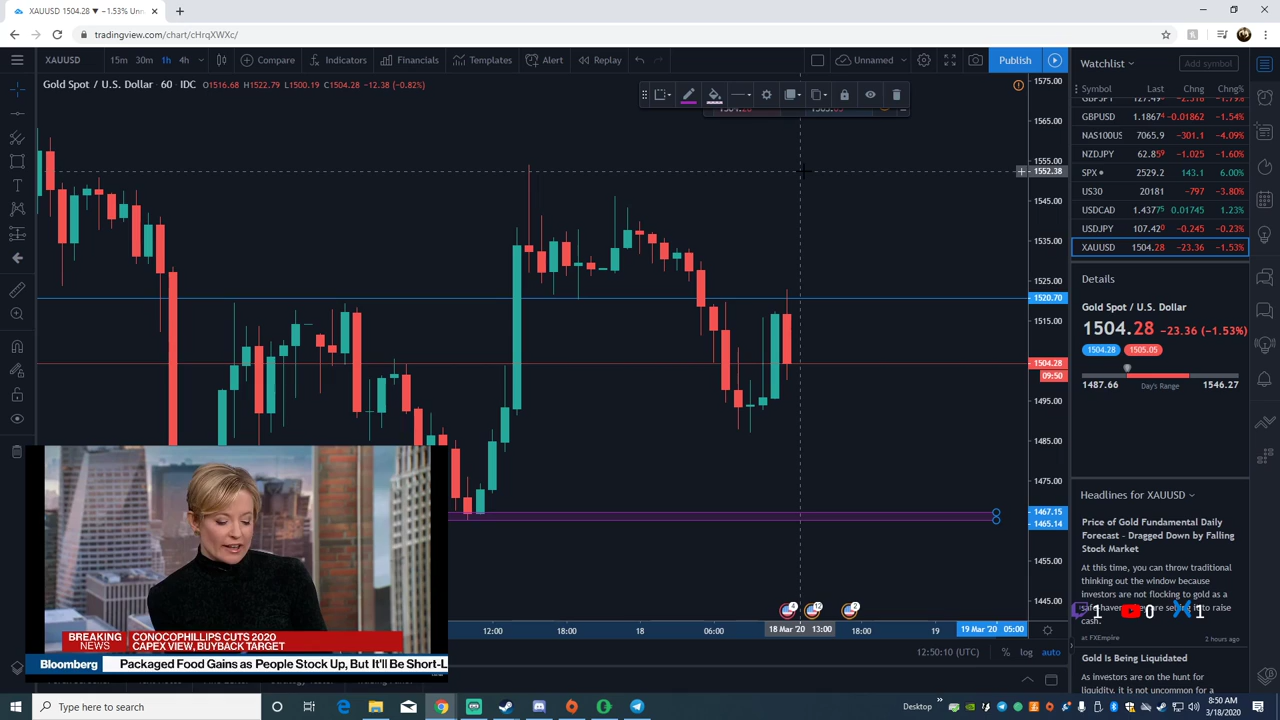 XAUUSD 1504.28 ▼ −1.53% Unn
tradingview.com/chart/cHrqXWXc/
XAUUSD 15m 30m 1h 4h Compare Indicators Financials Templates Alert Replay Unnamed Publish
Gold Spot / U.S. Dollar · 60 · IDC O1516.68 H1522.79 L1500.19 C1504.28 −12.38 (−0.82%)
1575.00
1565.00
1555.00
1552.38
1545.00
1535.00
1525.00
1520.70
1515.00
1504.28
09:50
1495.00
1485.00
1475.00
1467.15
1465.14
1455.00
1445.00
12:00 18:00 18 06:00 18 Mar '20 13:00 18:00 19 19 Mar '20 05:00
12:50:10 (UTC) % log auto
Watchlist Add symbol
Symbol Last Chng Chng%
GBPUSD 1.18674 −0.01862 −1.54%
NAS100US 7065.9 −301.1 −4.09%
NZDJPY 62.859 −1.025 −1.60%
SPX 2529.2 143.1 6.00%
US30 20181 −797 −3.80%
USDCAD 1.43775 0.01745 1.23%
USDJPY 107.420 −0.245 −0.23%
XAUUSD 1504.28 −23.36 −1.53%
Details
Gold Spot / U.S. Dollar
1504.28 −23.36 (−1.53%)
1504.28 1505.05
1487.66 Day's Range 1546.27
Headlines for XAUUSD
Price of Gold Fundamental Daily
Forecast – Dragged Down by Falling
Stock Market
At this time, you can throw traditional
thinking out the window because
investors are not flocking to gold as a
cash.
1 0 1
at FXEmpire 2 hours ago
Gold Is Being Liquidated
As investors are on the hunt for
liquidity, it is not uncommon for a
BREAKING NEWS
CONOCOPHILLIPS CUTS 2020
CAPEX VIEW, BUYBACK TARGET
Bloomberg Packaged Food Gains as People Stock Up, But It'll Be Short-L
Type here to search
Desktop
8:50 AM
3/18/2020